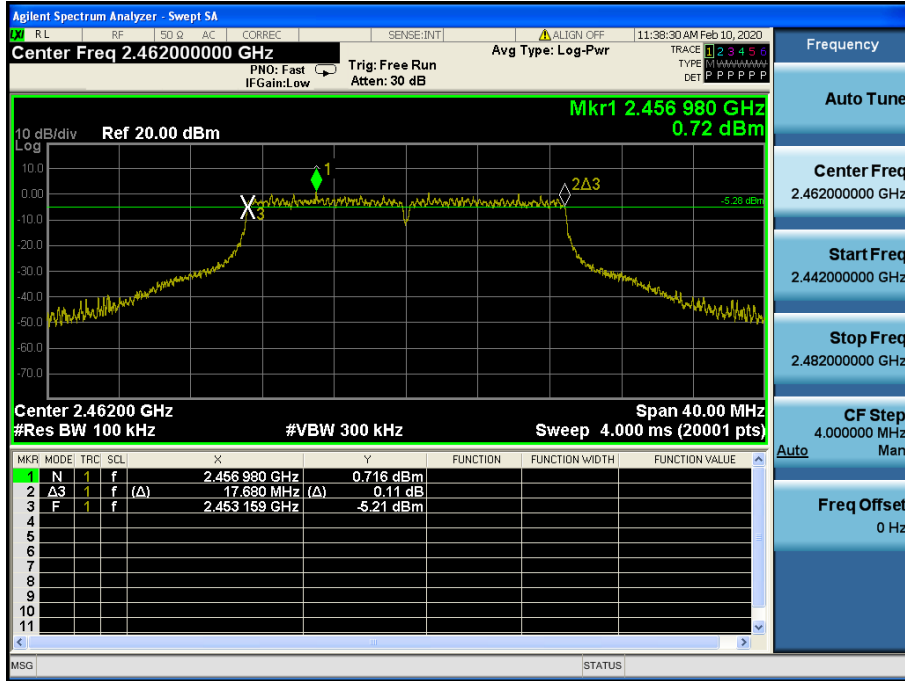 Agilent Spectrum Analyzer - Swept SA
LXI RL RF 50 Ω AC CORREC SENSE:INT ALIGN OFF 11:38:30 AM Feb 10, 2020
Center Freq 2.462000000 GHz
PNO: Fast
IFGain:Low
Trig: Free Run
Atten: 30 dB
Avg Type: Log-Pwr
TRACE 1 2 3 4 5 6
TYPE M WWWWW
DET P P P P P P
Mkr1 2.456 980 GHz
0.72 dBm
10 dB/div Ref 20.00 dBm
Log
10.0
0.00
-10.0
-20.0
-30.0
-40.0
-50.0
-60.0
-70.0
1
2Δ3
3
-5.28 dBm
Center 2.46200 GHz Span 40.00 MHz
#Res BW 100 kHz #VBW 300 kHz Sweep 4.000 ms (20001 pts)
MKR MODE TRC SCL X Y FUNCTION FUNCTION WIDTH FUNCTION VALUE
1 N 1 f 2.456 980 GHz 0.716 dBm
2 Δ3 1 f (Δ) 17.680 MHz (Δ) 0.11 dB
3 F 1 f 2.453 159 GHz -5.21 dBm
4
5
6
7
8
9
10
11
MSG STATUS
Frequency
Auto Tune
Center Freq
2.462000000 GHz
Start Freq
2.442000000 GHz
Stop Freq
2.482000000 GHz
CF Step
4.000000 MHz
Auto Man
Freq Offset
0 Hz